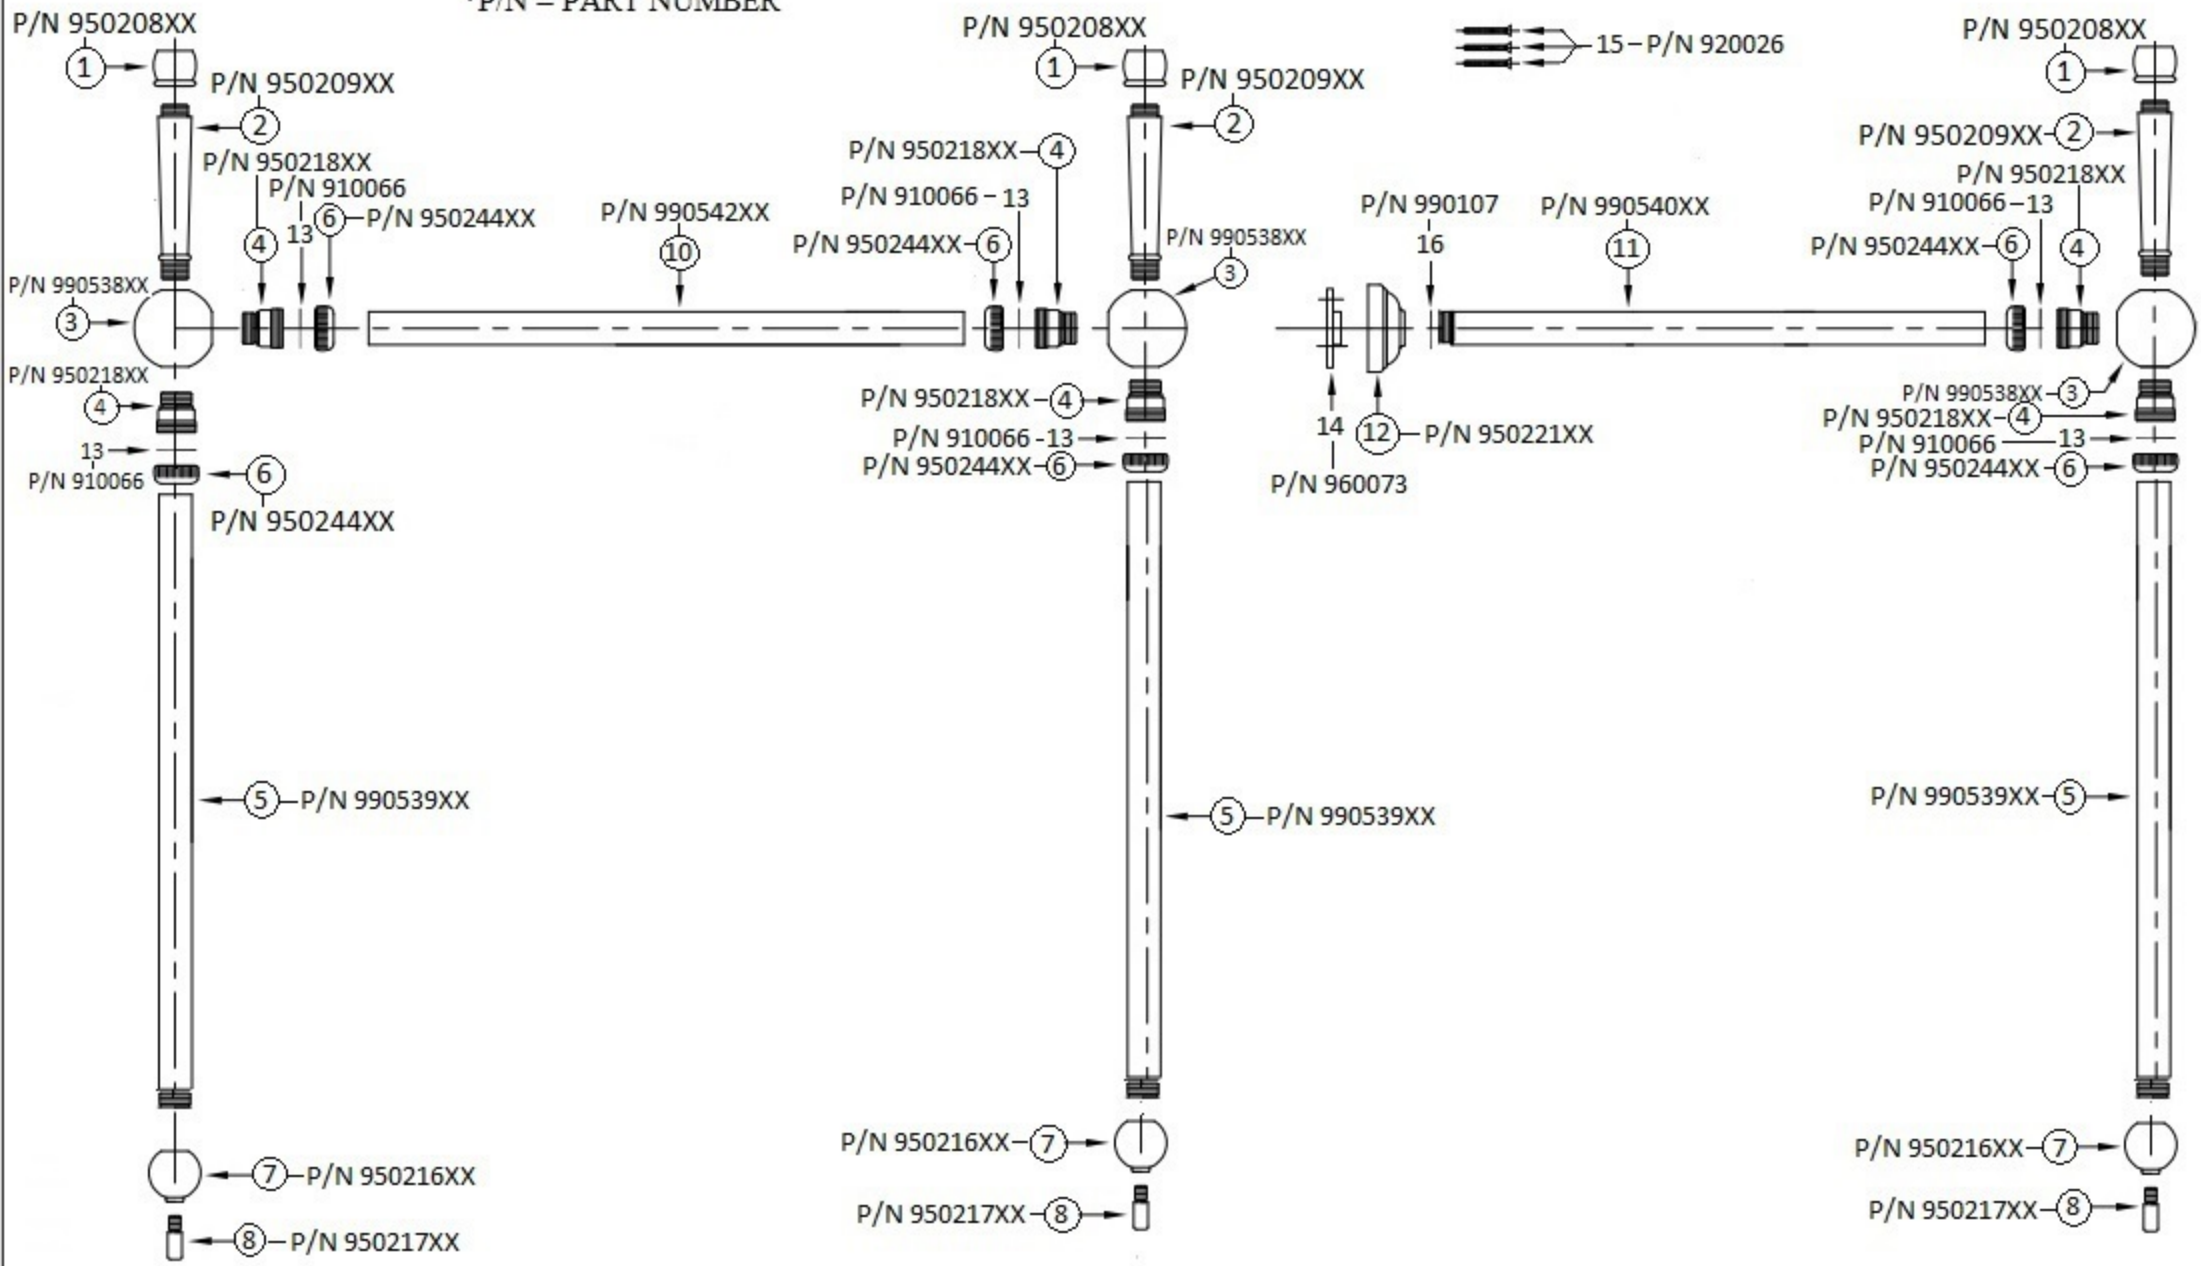 *P/N – PART NUMBER
P/N 950208XX
1
P/N 950209XX
2
P/N 950218XX
4
P/N 910066
13
6 P/N 950244XX
P/N 990542XX
10
P/N 990538XX
3
P/N 950218XX
4
13
P/N 910066
6
P/N 950244XX
5 P/N 990539XX
7 P/N 950216XX
8 P/N 950217XX
P/N 950208XX
1
P/N 950209XX
2
P/N 950218XX 4
P/N 910066 - 13
P/N 950244XX 6
P/N 990538XX
3
P/N 950218XX 4
P/N 910066 -13
P/N 950244XX 6
5 P/N 990539XX
P/N 950216XX 7
P/N 950217XX 8
15 – P/N 920026
P/N 990107
16
P/N 990540XX
11
14
P/N 960073
12 P/N 950221XX
P/N 950208XX
1
P/N 950209XX 2
P/N 950218XX
4
P/N 910066 – 13
P/N 950244XX 6
P/N 990538XX 3
P/N 950218XX 4
P/N 910066 13
P/N 950244XX 6
P/N 990539XX 5
P/N 950216XX 7
P/N 950217XX 8